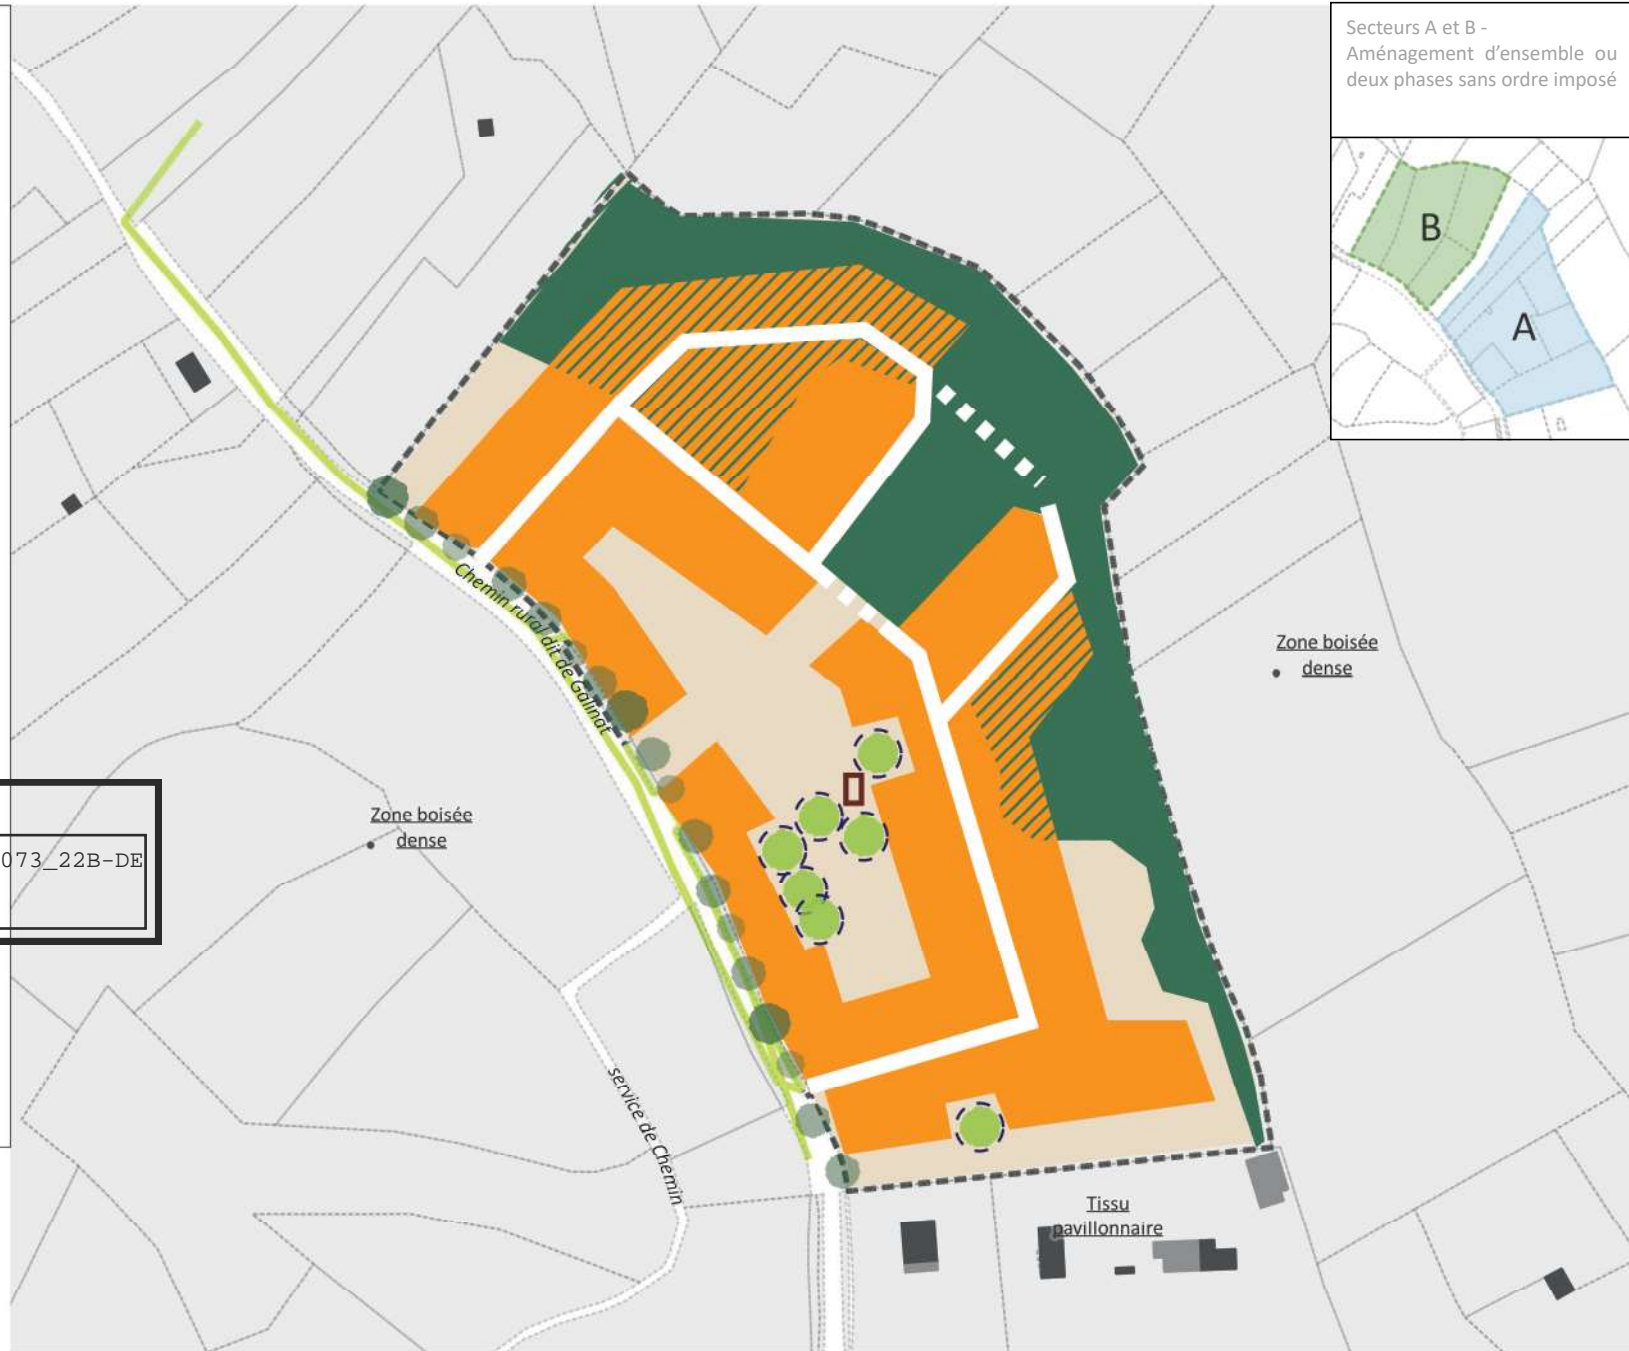 Secteurs A et B -
Aménagement d'ensemble ou
deux phases sans ordre imposé
B
A
Chemin rural dit de Galinat
Zone boisée
dense
Zone boisée
dense
073_22B-DE
service de Chemin
Tissu
pavillonnaire